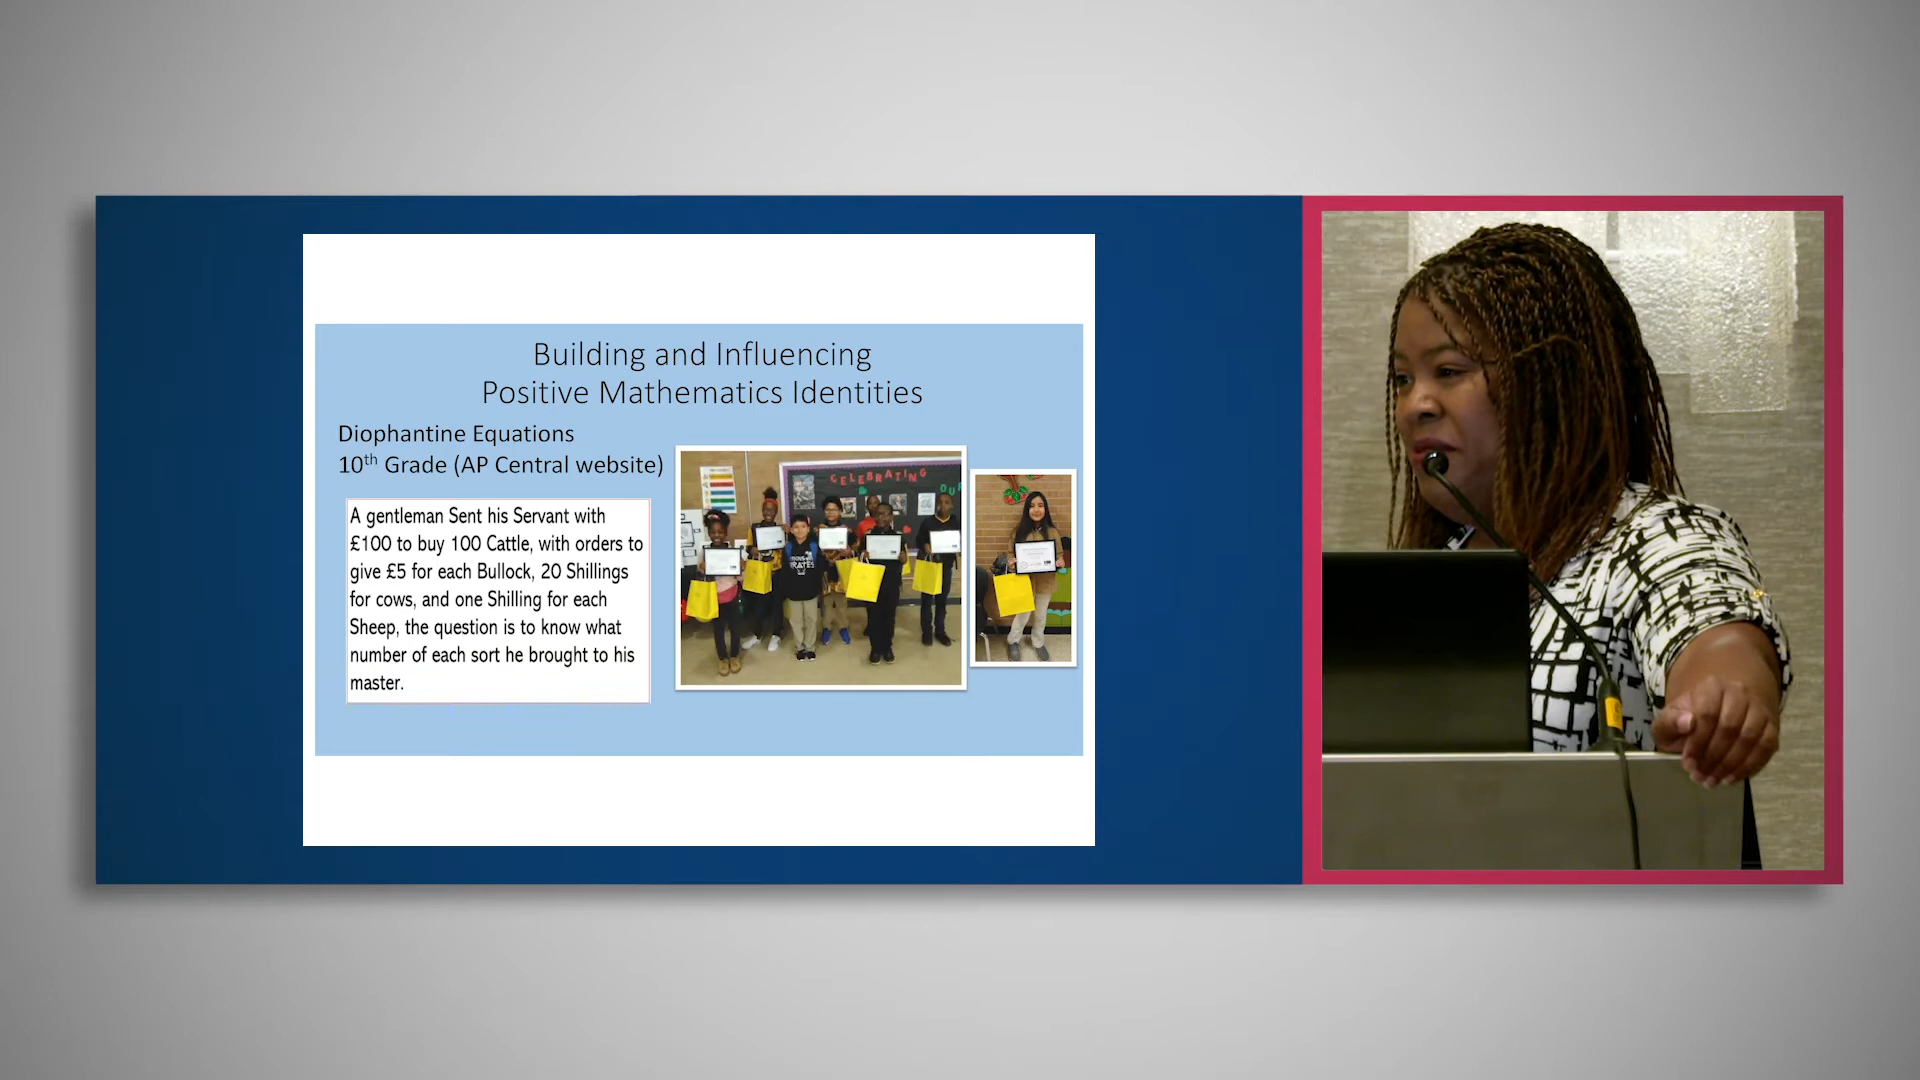 Building and Influencing
Positive Mathematics Identities
Diophantine Equations
10th Grade (AP Central website)
A gentleman Sent his Servant with
£100 to buy 100 Cattle, with orders to
give £5 for each Bullock, 20 Shillings
for cows, and one Shilling for each
Sheep, the question is to know what
number of each sort he brought to his
master.
CELEBRATING
OUR